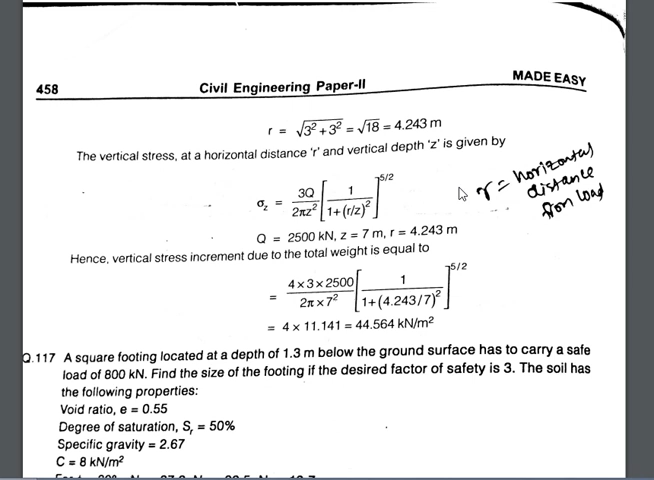 458
Civil Engineering Paper-II
MADE EASY
r = √3² + 3² = √18 = 4.243 m
The vertical stress, at a horizontal distance 'r' and vertical depth 'z' is given by
σz = 3Q/2πz² [1/1+(r/z)²]^5/2
r = horizontal
distance
from load
Q = 2500 kN, z = 7 m, r = 4.243 m
Hence, vertical stress increment due to the total weight is equal to
= 4 × 3 × 2500/2π × 7² [1/1+(4.243/7)²]^5/2
= 4 × 11.141 = 44.564 kN/m²
Q.117 A square footing located at a depth of 1.3 m below the ground surface has to carry a safe
load of 800 kN. Find the size of the footing if the desired factor of safety is 3. The soil has
the following properties:
Void ratio, e = 0.55
Degree of saturation, Sr = 50%
Specific gravity = 2.67
C = 8 kN/m²